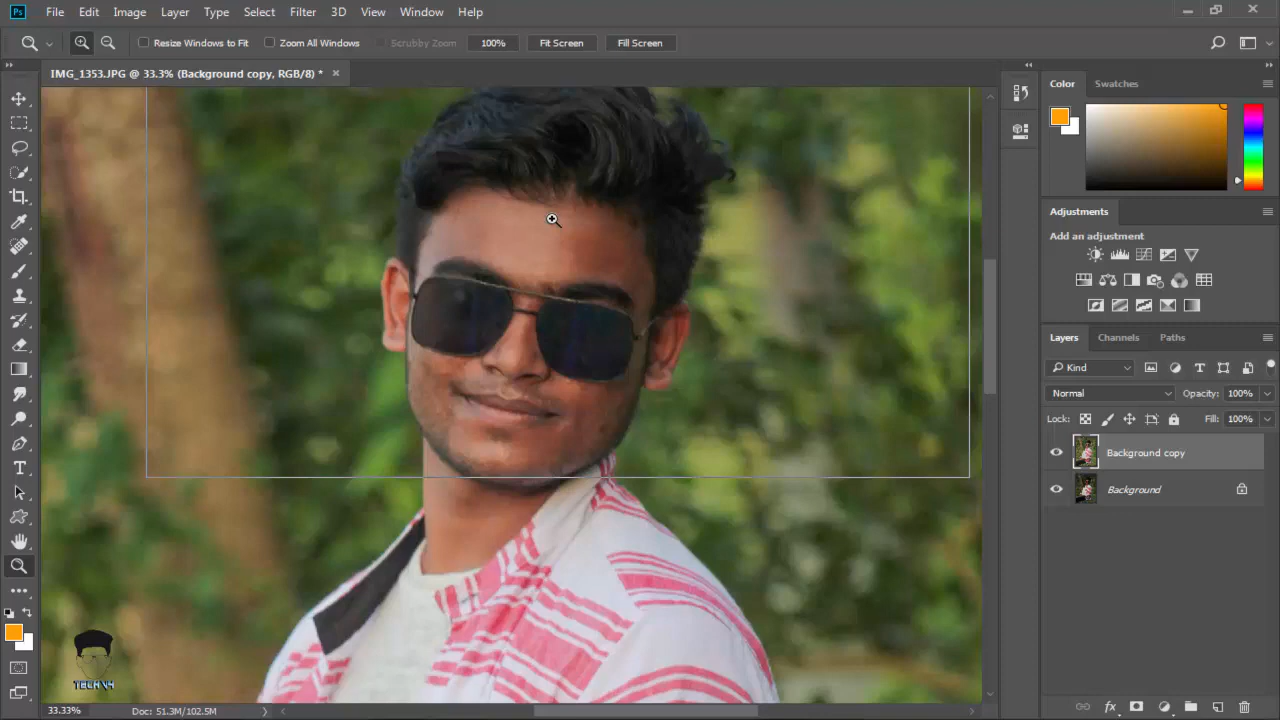 Ps File Edit Image Layer Type Select Filter 3D View Window Help
Resize Windows to Fit Zoom All Windows Scrubby Zoom 100% Fit Screen Fill Screen
IMG_1353.JPG @ 33.3% (Background copy, RGB/8) * ×
Color Swatches
Adjustments
Add an adjustment
Layers Channels Paths
Kind
Normal Opacity: 100%
Lock: Fill: 100%
Background copy
Background
33.33% Doc: 51.3M/102.5M